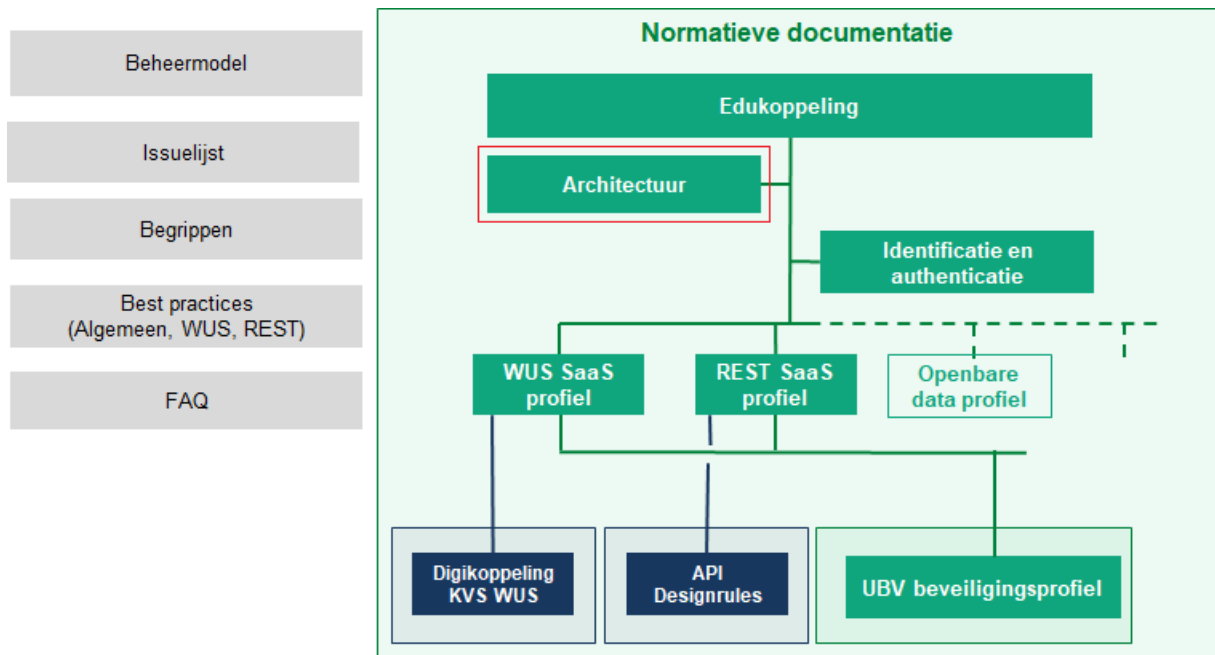 Beheermodel
Issuelijst
Begrippen
Best practices
(Algemeen, WUS, REST)
FAQ
Normatieve documentatie
Edukoppeling
Architectuur
Identificatie en
authenticatie
WUS SaaS
profiel
REST SaaS
profiel
Openbare
data profiel
Digikoppeling
KVS WUS
API
Designrules
UBV beveiligingsprofiel